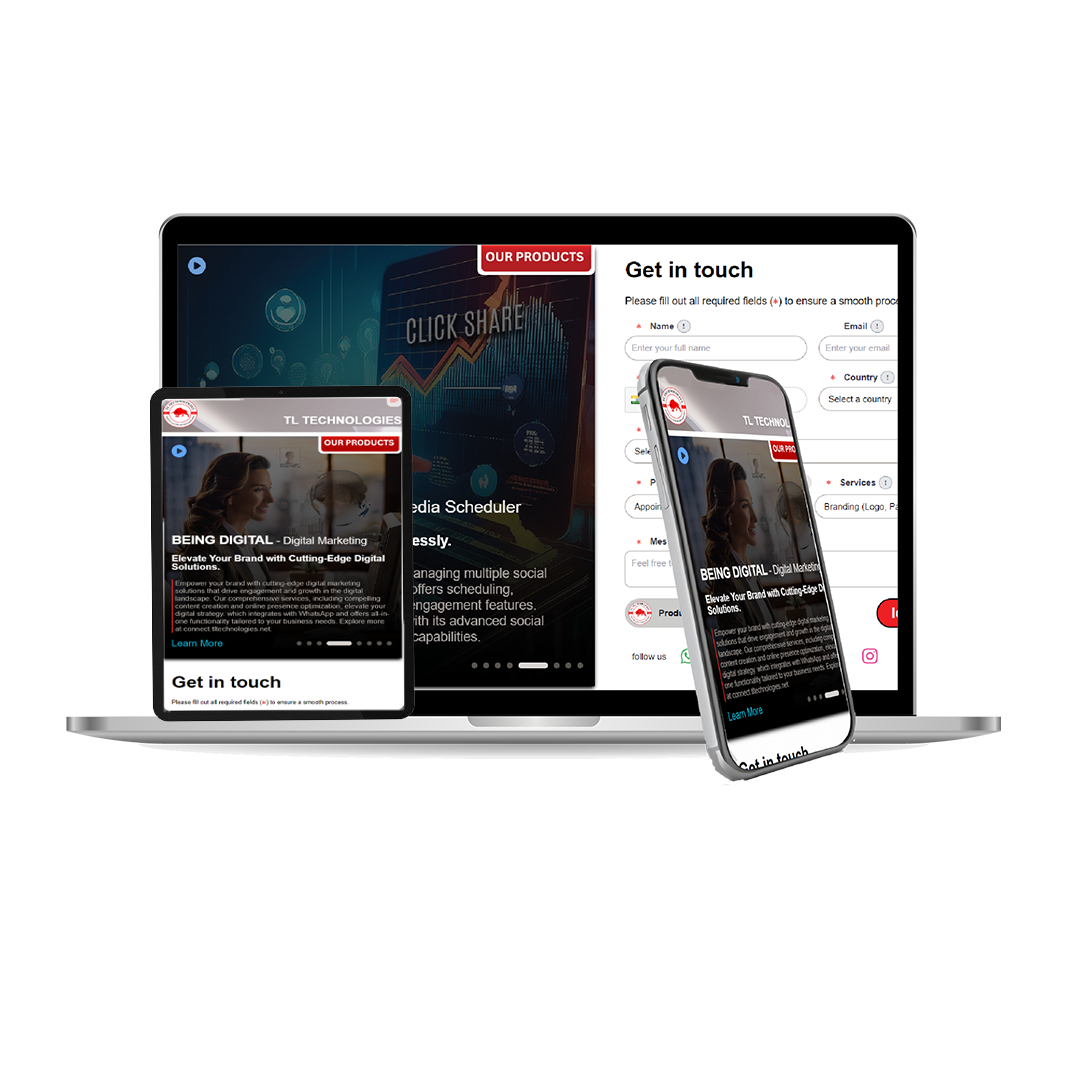 OUR PRODUCTS
CLICK SHARE
edia Scheduler
essly.
anaging multiple social
offers scheduling,
engagement features.
with its advanced social
capabilities.
Get in touch
Please fill out all required fields (*) to ensure a smooth proce
* Name !
Email !
Enter your full name
Enter your email
* Country !
Select a country
Sele
* P
* Services !
Appoin
Branding (Logo, Pa
* Mes
Feel free t
Produ
follow us
TL TECHNOLOGIES
OUR PRODUCTS
BEING DIGITAL - Digital Marketing
Elevate Your Brand with Cutting-Edge Digital
Solutions.
Empower your brand with cutting-edge digital marketing
solutions that drive engagement and growth in the digital
landscape. Our comprehensive services, including compelling
content creation and online presence optimization, elevate your
digital strategy. which integrates with WhatsApp and offers all-in-
one functionality tailored to your business needs. Explore more
at connect.tltechnologies.net.
Learn More
Get in touch
Please fill out all required fields (*) to ensure a smooth process.
TL TECHNOL
OUR PRO
BEING DIGITAL - Digital Marketing
Elevate Your Brand with Cutting-Edge D
Solutions.
Empower your brand with cutting-edge digital marketing
solutions that drive engagement and growth in the digital
landscape. Our comprehensive services, including comp
content creation and online presence optimization, eleva
digital strategy. which integrates with WhatsApp and offe
one functionality tailored to your business needs. Explor
at connect.tltechnologies.net.
Learn More
Get in touch